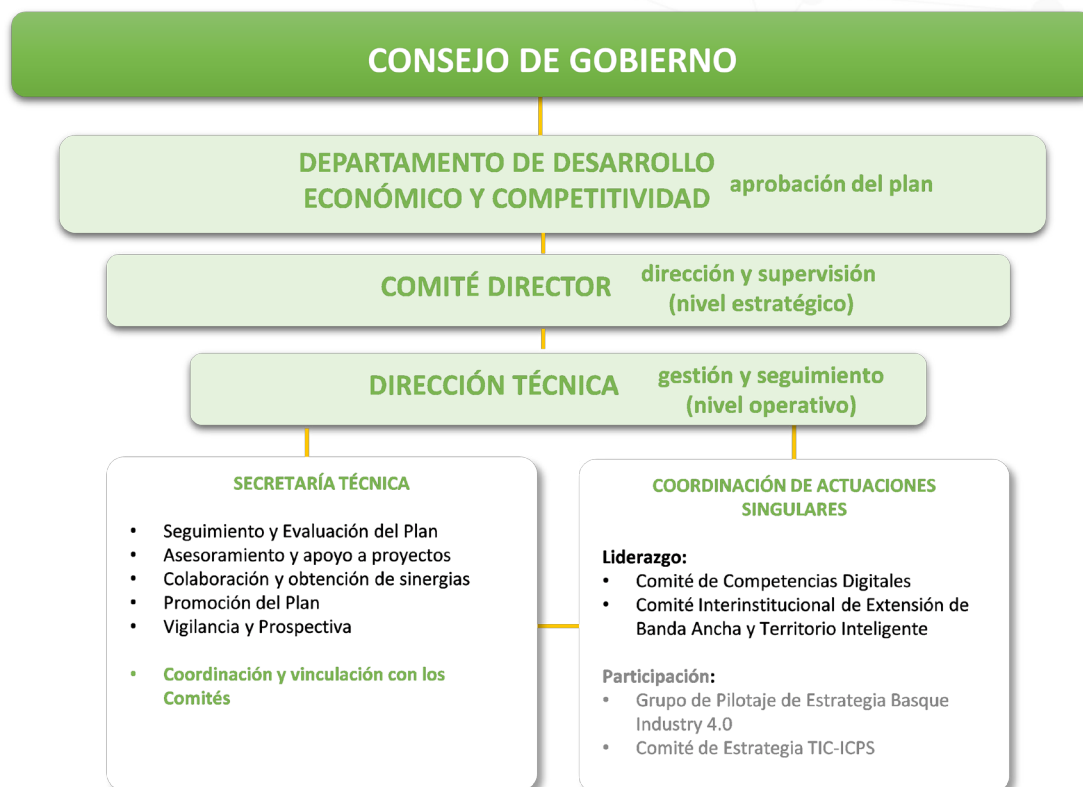 CONSEJO DE GOBIERNO
DEPARTAMENTO DE DESARROLLO
ECONÓMICO Y COMPETITIVIDAD
aprobación del plan
COMITÉ DIRECTOR
dirección y supervisión
(nivel estratégico)
DIRECCIÓN TÉCNICA
gestión y seguimiento
(nivel operativo)
SECRETARÍA TÉCNICA
• Seguimiento y Evaluación del Plan
• Asesoramiento y apoyo a proyectos
• Colaboración y obtención de sinergias
• Promoción del Plan
• Vigilancia y Prospectiva
• Coordinación y vinculación con los
Comités
COORDINACIÓN DE ACTUACIONES
SINGULARES
Liderazgo:
• Comité de Competencias Digitales
• Comité Interinstitucional de Extensión de
Banda Ancha y Territorio Inteligente
Participación:
• Grupo de Pilotaje de Estrategia Basque
Industry 4.0
• Comité de Estrategia TIC-ICPS